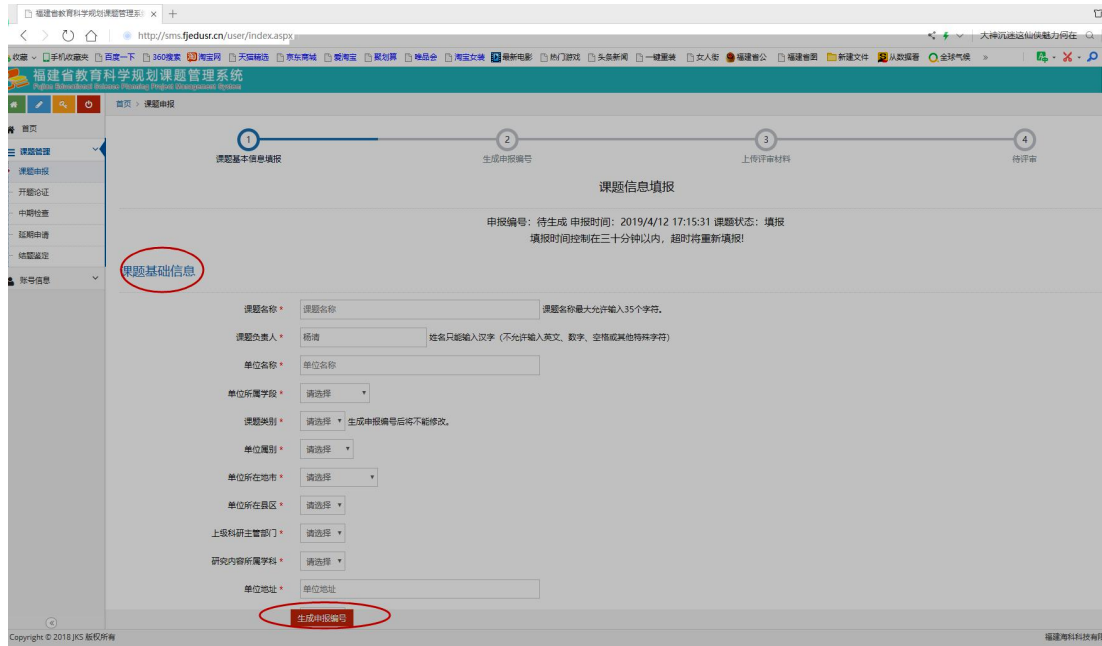 福建省教育科学规划课题管理系 × +
http://sms.fjedusr.cn/user/index.aspx
大神沉迷这仙侠魅力何在
收藏 手机收藏夹 百度一下 360搜索 淘宝网 天猫精选 京东商城 爱淘宝 聚划算 唯品会 淘宝女装 最新电影 热门游戏 头条新闻 一键重装 女人街 福建省公 福建省图 新建文件 从数据看 全球气候 »
福建省教育科学规划课题管理系统
Fujian Educational Science Planning Project Management System
首页 > 课题申报
首页
课题管理
课题申报
开题论证
中期检查
延期申请
结题鉴定
账号信息
1 2 3 4
课题基本信息填报 生成申报编号 上传评审材料 待评审
课题信息填报
申报编号：待生成 申报时间：2019/4/12 17:15:31 课题状态：填报
填报时间控制在三十分钟以内，超时将重新填报!
课题基础信息
课题名称 * 课题名称 课题名称最大允许输入35个字符。
课题负责人 * 杨清 姓名只能输入汉字（不允许输入英文、数字、空格或其他特殊字符）
单位名称 * 单位名称
单位所属学段 * 请选择
课题类别 * 请选择 生成申报编号后将不能修改。
单位属别 * 请选择
单位所在地市 * 请选择
单位所在县区 * 请选择
上级科研主管部门 * 请选择
研究内容所属学科 * 请选择
单位地址 * 单位地址
生成申报编号
Copyright © 2018 JKS 版权所有
福建海科科技有限